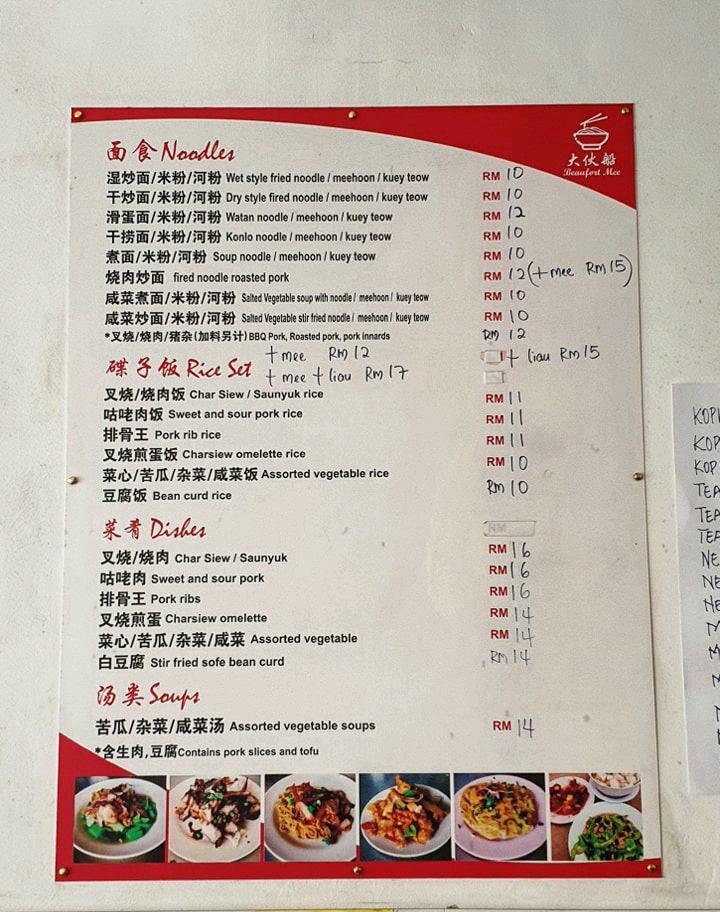 大伙船
Beaufort Mee
面食 Noodles
湿炒面/米粉/河粉 Wet style fried noodle / meehoon / kuey teow RM 10
干炒面/米粉/河粉 Dry style fired noodle / meehoon / kuey teow RM 10
滑蛋面/米粉/河粉 Watan noodle / meehoon / kuey teow RM 12
干捞面/米粉/河粉 Konlo noodle / meehoon / kuey teow RM 10
煮面/米粉/河粉 Soup noodle / meehoon / kuey teow RM 10
烧肉炒面 fired noodle roasted pork RM 12 (+ mee RM 15)
咸菜煮面/米粉/河粉 Salted Vegetable soup with noodle / meehoon / kuey teow RM 10
咸菜炒面/米粉/河粉 Salted Vegetable stir fried noodle / meehoon / kuey teow RM 10
*叉烧/烧肉/猪杂(加料另计) BBQ Pork, Roasted pork, pork innards RM 12
+ mee RM 12 + liau RM 15
碟子饭 Rice Set + mee + liau RM 17
叉烧/烧肉饭 Char Siew / Saunyuk rice RM 11
咕咾肉饭 Sweet and sour pork rice RM 11
排骨王 Pork rib rice RM 11
叉烧煎蛋饭 Charsiew omelette rice RM 10
菜心/苦瓜/杂菜/咸菜饭 Assorted vegetable rice RM 10
豆腐饭 Bean curd rice
菜肴 Dishes RM
叉烧/烧肉 Char Siew / Saunyuk RM 16
咕咾肉 Sweet and sour pork RM 16
排骨王 Pork ribs RM 16
叉烧煎蛋 Charsiew omelette RM 14
菜心/苦瓜/杂菜/咸菜 Assorted vegetable RM 14
白豆腐 Stir fried sofe bean curd RM 14
汤类 Soups
苦瓜/杂菜/咸菜汤 Assorted vegetable soups RM 14
*含生肉,豆腐 Contains pork slices and tofu
KOP
KOP
TEA
TEA
TEA
NE
NE
NE